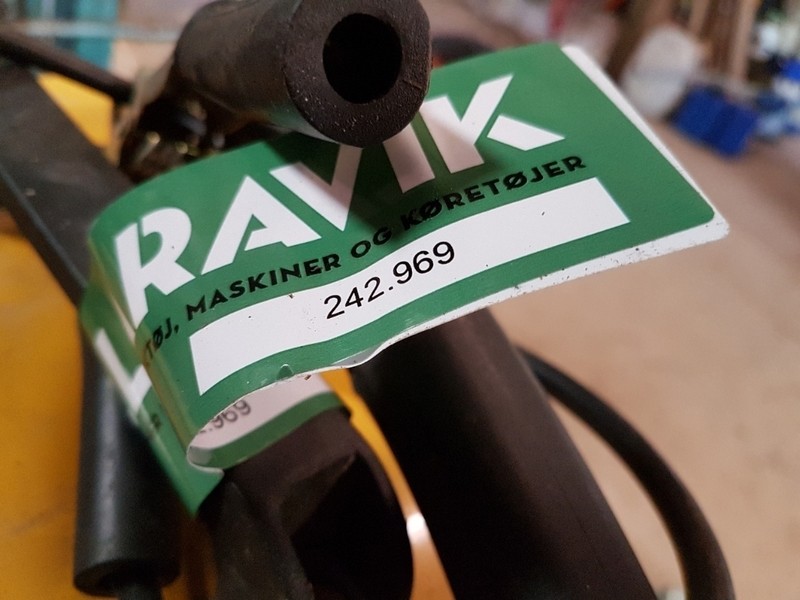 RAVIK
TØJ, MASKINER OG KØRETØJER
242.969
.969